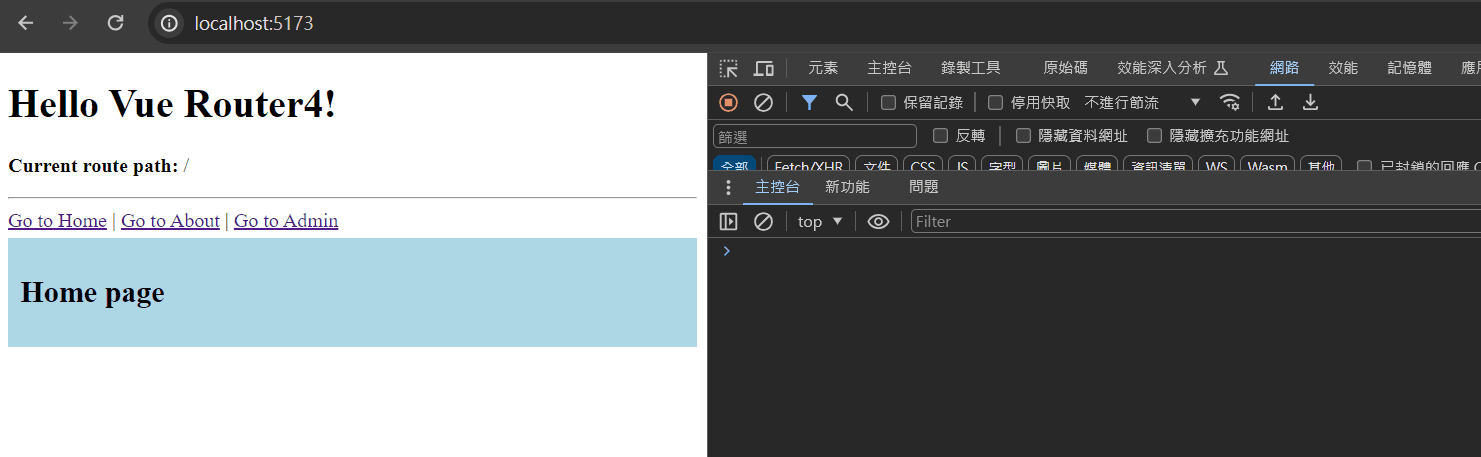 localhost:5173
Hello Vue Router4!
Current route path: /
Go to Home | Go to About | Go to Admin
Home page
元素 主控台 錄製工具 原始碼 效能深入分析 網路 效能 記憶體 應用
保留記錄 停用快取 不進行節流
篩選 反轉 隱藏資料網址 隱藏擴充功能網址
全部 Fetch/XHR 文件 CSS JS 字型 圖片 媒體 資訊清單 WS Wasm 其他 已封鎖的回應 C
主控台 新功能 問題
top Filter